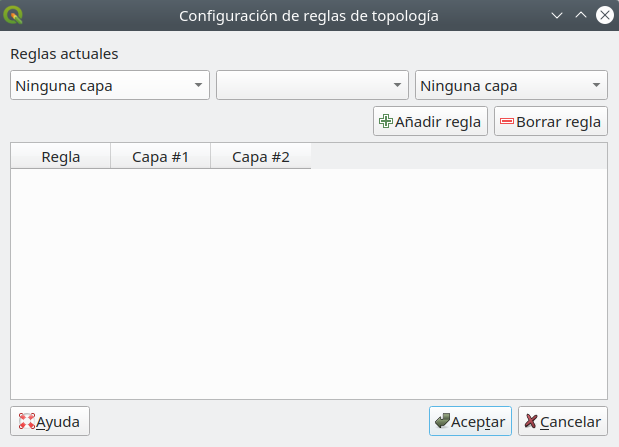 Configuración de reglas de topología
Reglas actuales
Ninguna capa Ninguna capa
Añadir regla Borrar regla
Regla Capa #1 Capa #2
Ayuda Aceptar Cancelar